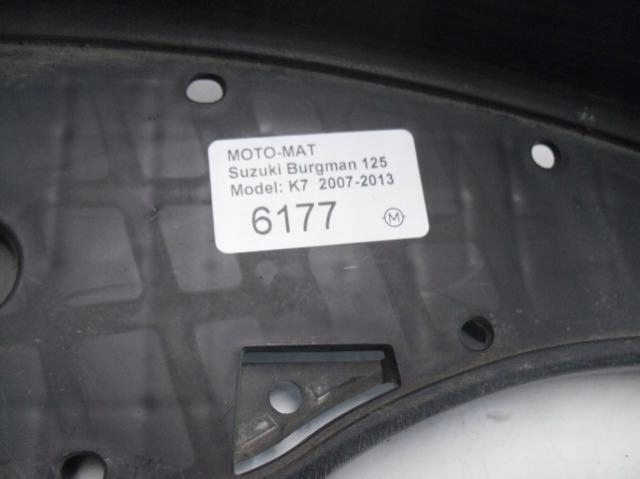 MOTO-MAT
Suzuki Burgman 125
Model: K7 2007-2013
6177 M